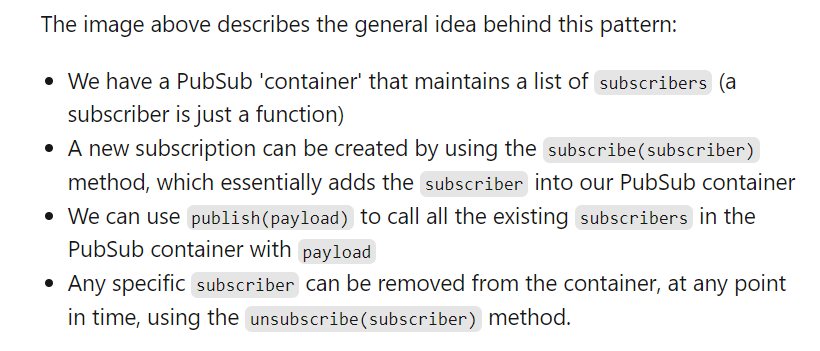 The image above describes the general idea behind this pattern:
• We have a PubSub 'container' that maintains a list of subscribers (a
subscriber is just a function)
• A new subscription can be created by using the subscribe(subscriber)
method, which essentially adds the subscriber into our PubSub container
• We can use publish(payload) to call all the existing subscribers in the
PubSub container with payload
• Any specific subscriber can be removed from the container, at any point
in time, using the unsubscribe(subscriber) method.